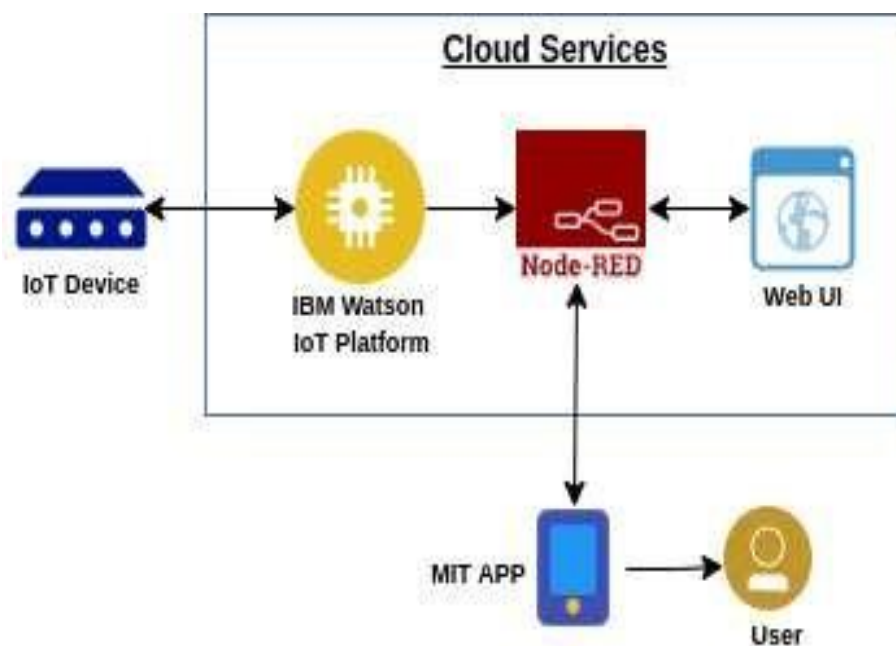 Cloud Services
IoT Device
IBM Watson
IoT Platform
Node-RED
Web UI
MIT APP
User